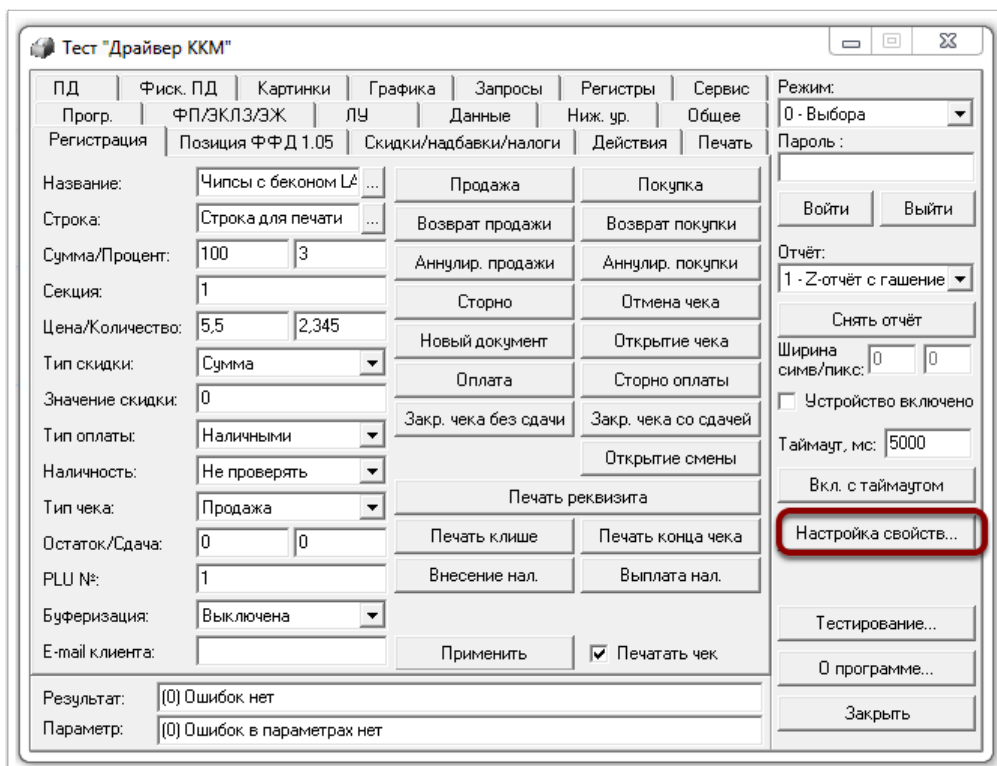 Тест "Драйвер ККМ"
ПД Фиск. ПД Картинки Графика Запросы Регистры Сервис
Прогр. ФП/ЭКЛЗ/ЭЖ ЛУ Данные Ниж. ур. Общее
Регистрация Позиция ФФД 1.05 Скидки/надбавки/налоги Действия Печать
Название: Чипсы с беконом LA ...
Строка: Строка для печати ...
Сумма/Процент: 100 3
Секция: 1
Цена/Количество: 5,5 2,345
Тип скидки: Сумма
Значение скидки: 0
Тип оплаты: Наличными
Наличность: Не проверять
Тип чека: Продажа
Остаток/Сдача: 0 0
PLU №: 1
Буферизация: Выключена
E-mail клиента:
Продажа Покупка
Возврат продажи Возврат покупки
Аннулир. продажи Аннулир. покупки
Сторно Отмена чека
Новый документ Открытие чека
Оплата Сторно оплаты
Закр. чека без сдачи Закр. чека со сдачей
Открытие смены
Печать реквизита
Печать клише Печать конца чека
Внесение нал. Выплата нал.
Применить Печатать чек
Режим:
0 - Выбора
Пароль :
Войти Выйти
Отчёт:
1 - Z-отчёт с гашение
Снять отчёт
Ширина
симв/пикс: 0 0
Устройство включено
Таймаут, мс: 5000
Вкл. с таймаутом
Настройка свойств...
Тестирование...
О программе...
Закрыть
Результат: (0) Ошибок нет
Параметр: (0) Ошибок в параметрах нет